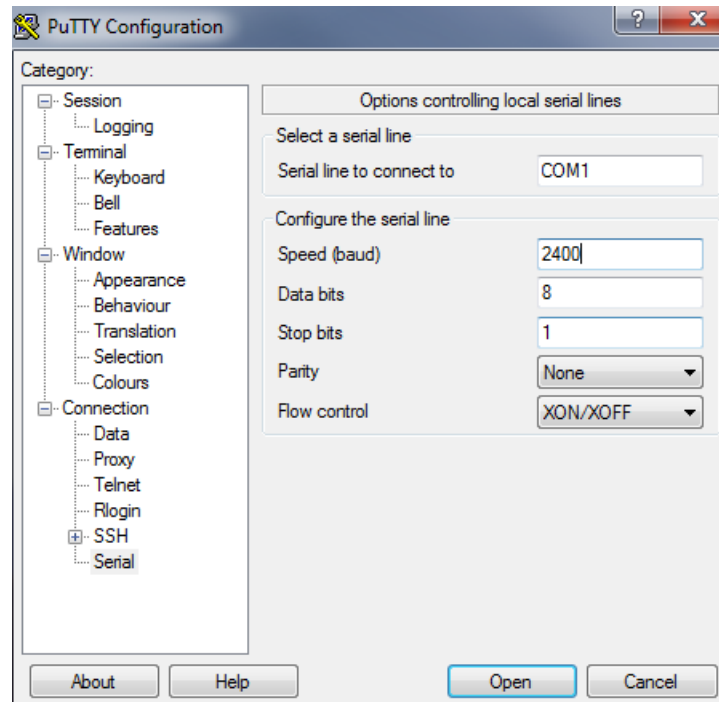 PuTTY Configuration
?
X
Category:
Session
Logging
Terminal
Keyboard
Bell
Features
Window
Appearance
Behaviour
Translation
Selection
Colours
Connection
Data
Proxy
Telnet
Rlogin
SSH
Serial
Options controlling local serial lines
Select a serial line
Serial line to connect to COM1
Configure the serial line
Speed (baud) 2400
Data bits 8
Stop bits 1
Parity None
Flow control XON/XOFF
About Help Open Cancel